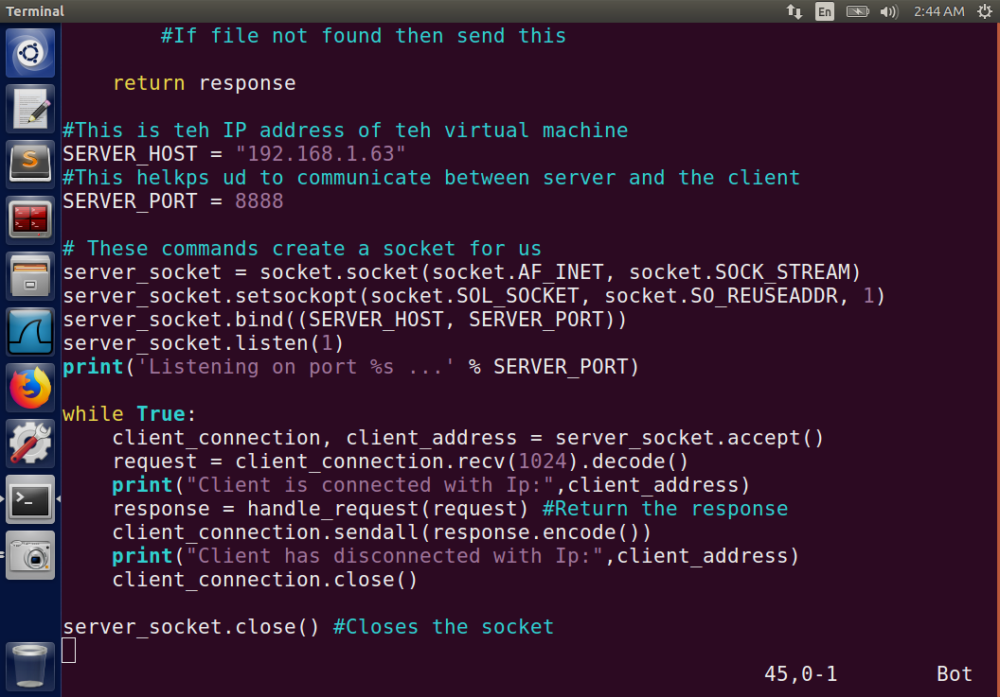 Terminal
En
2:44 AM
#If file not found then send this
return response
#This is teh IP address of teh virtual machine
SERVER_HOST = "192.168.1.63"
#This helkps ud to communicate between server and the client
SERVER_PORT = 8888
# These commands create a socket for us
server_socket = socket.socket(socket.AF_INET, socket.SOCK_STREAM)
server_socket.setsockopt(socket.SOL_SOCKET, socket.SO_REUSEADDR, 1)
server_socket.bind((SERVER_HOST, SERVER_PORT))
server_socket.listen(1)
print('Listening on port %s ...' % SERVER_PORT)
while True:
client_connection, client_address = server_socket.accept()
request = client_connection.recv(1024).decode()
print("Client is connected with Ip:",client_address)
response = handle_request(request) #Return the response
client_connection.sendall(response.encode())
print("Client has disconnected with Ip:",client_address)
client_connection.close()
server_socket.close() #Closes the socket
45,0-1 Bot